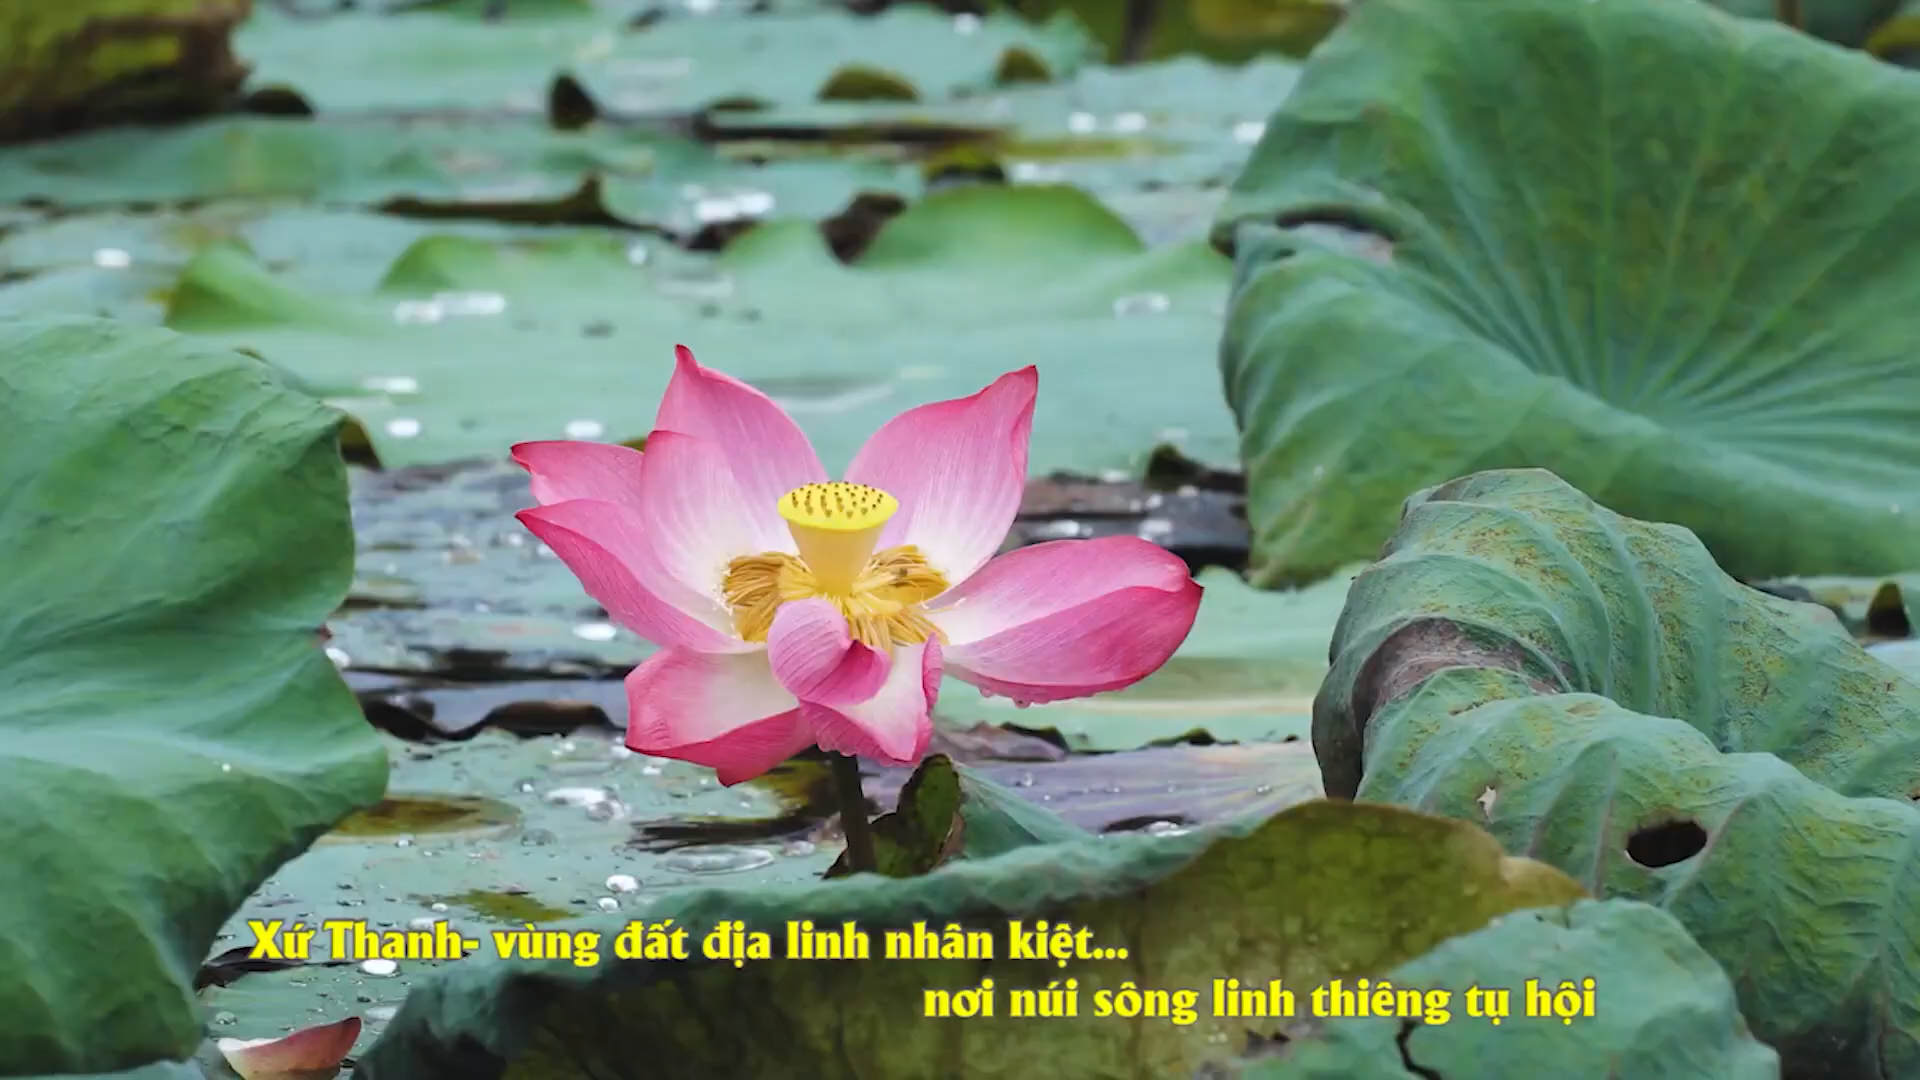 Xứ Thanh- vùng đất địa linh nhân kiệt...
nơi núi sông linh thiêng tụ hội